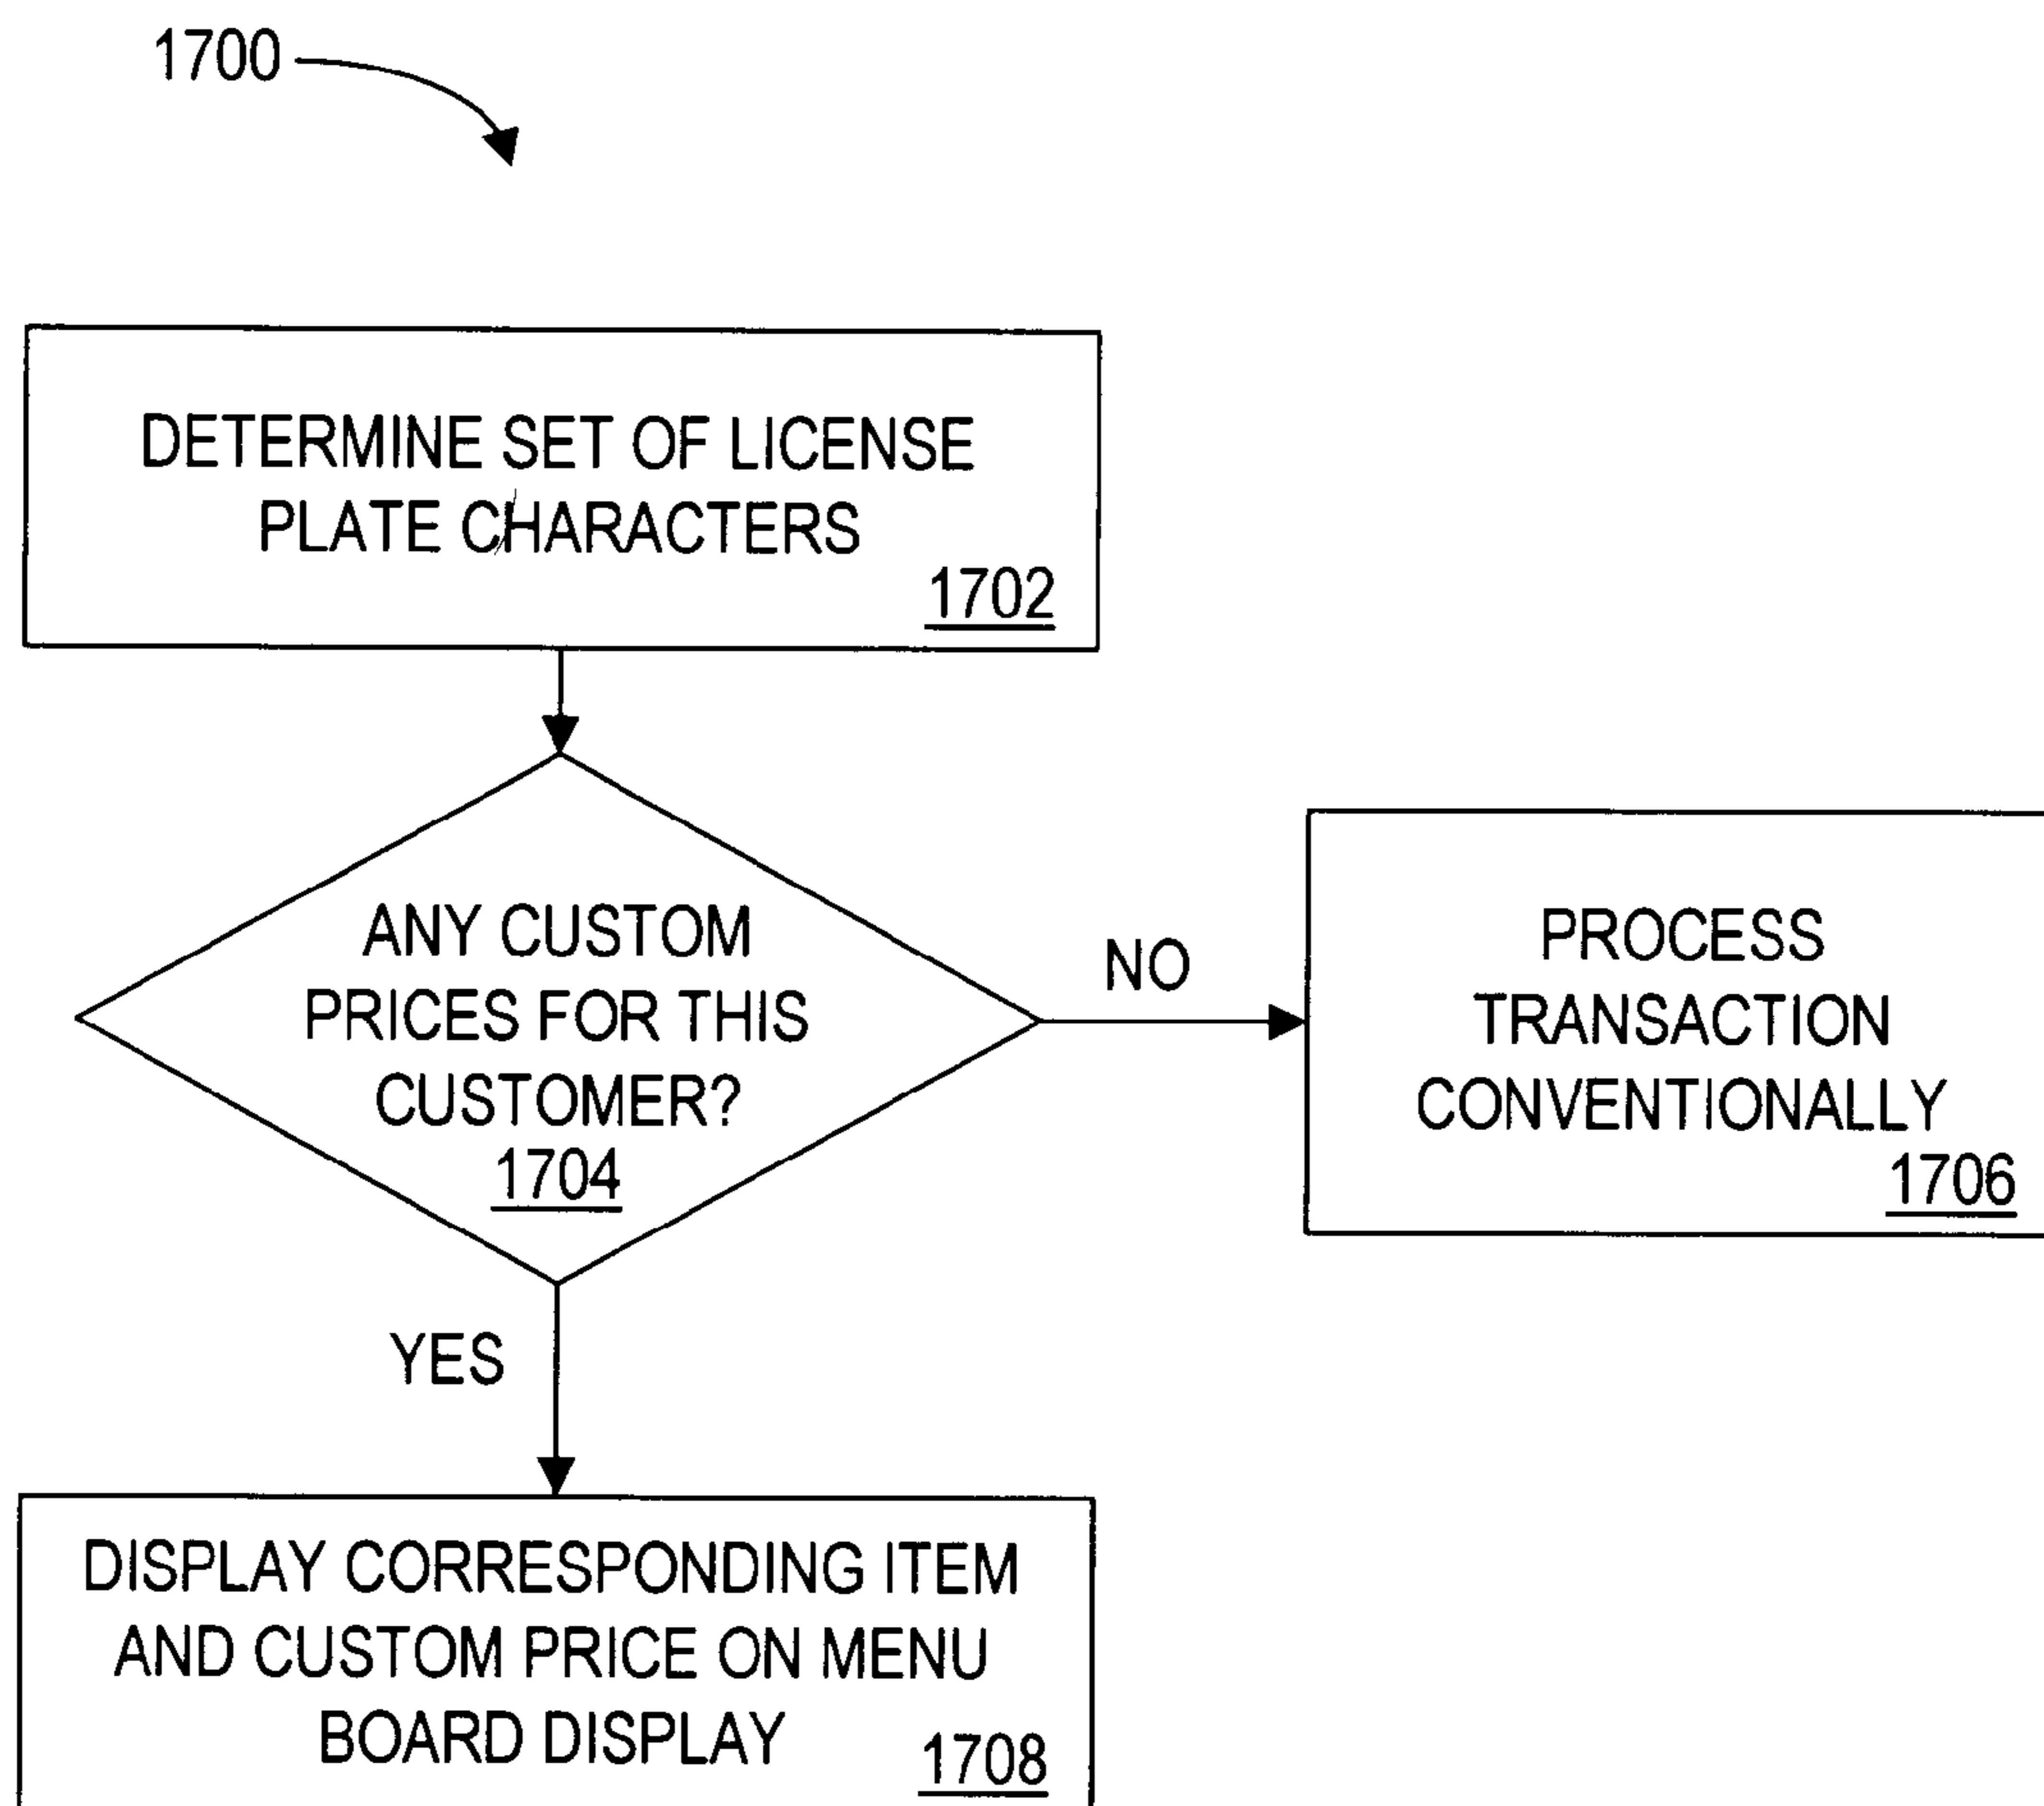 1700
DETERMINE SET OF LICENSE
PLATE CHARACTERS
1702
ANY CUSTOM
PRICES FOR THIS
CUSTOMER?
1704
NO
PROCESS
TRANSACTION
CONVENTIONALLY
1706
YES
DISPLAY CORRESPONDING ITEM
AND CUSTOM PRICE ON MENU
BOARD DISPLAY
1708